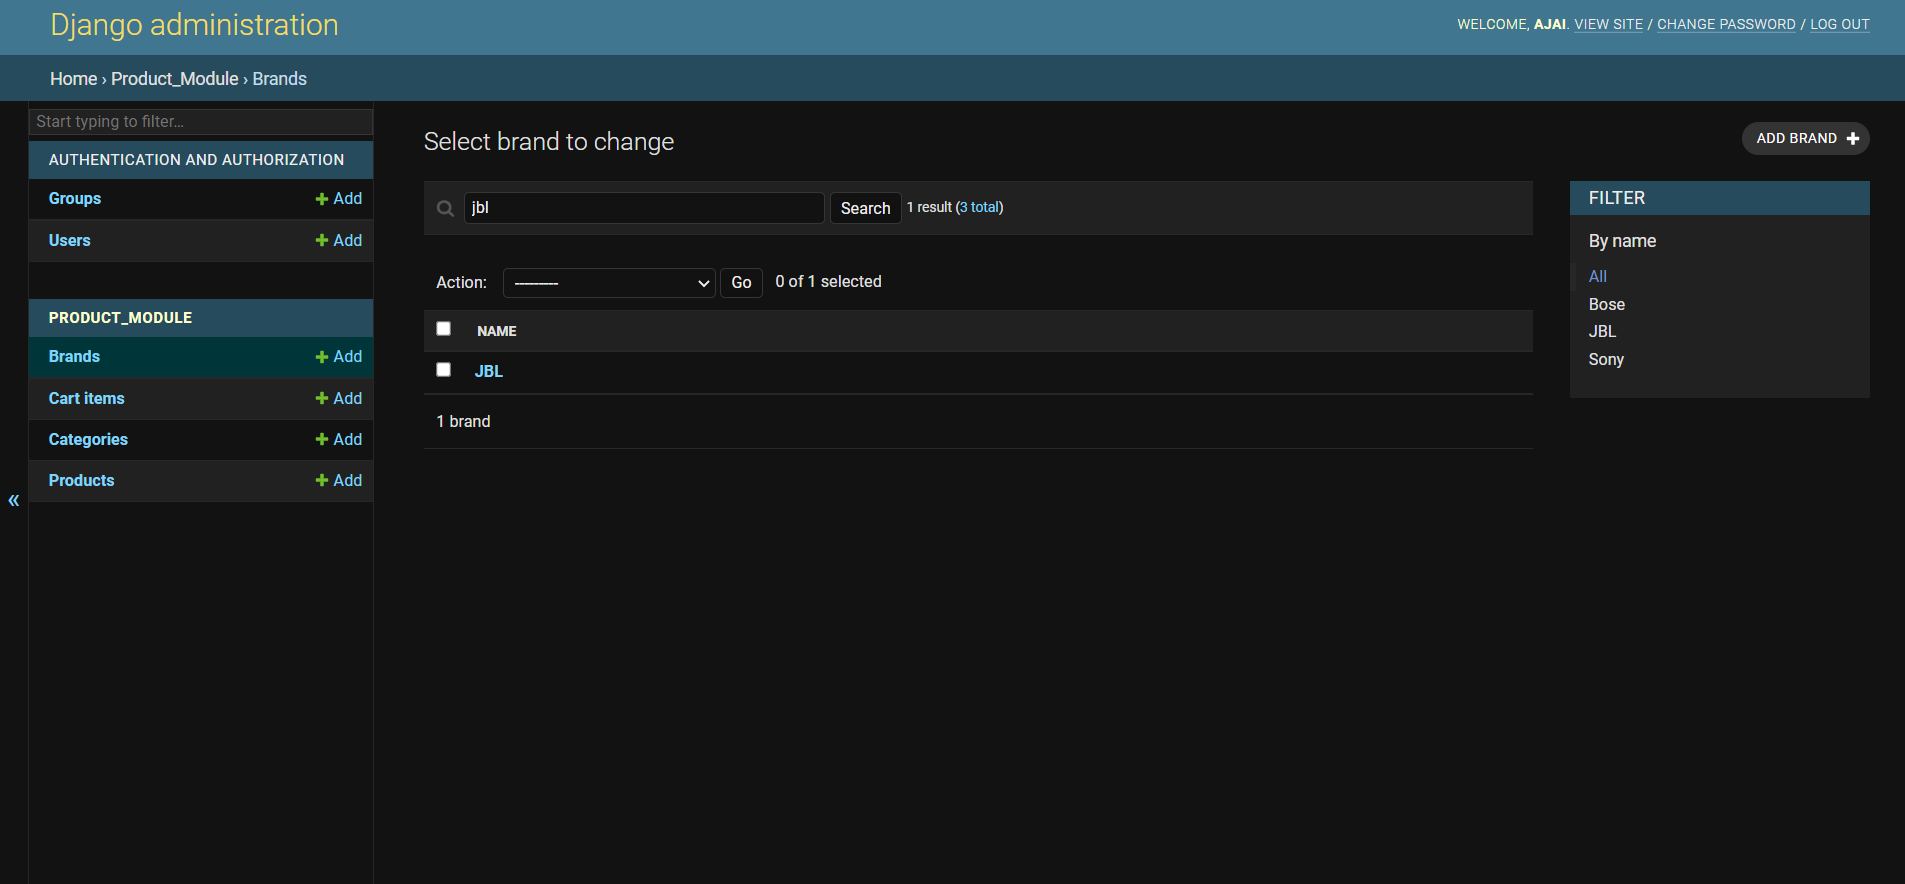 Django administration
WELCOME, AJAI. VIEW SITE / CHANGE PASSWORD / LOG OUT
Home › Product_Module › Brands
Start typing to filter...
AUTHENTICATION AND AUTHORIZATION
Groups + Add
Users + Add
PRODUCT_MODULE
Brands + Add
Cart items + Add
Categories + Add
Products + Add
«
Select brand to change
ADD BRAND +
jbl Search 1 result (3 total)
Action: --------- Go 0 of 1 selected
NAME
JBL
1 brand
FILTER
By name
All
Bose
JBL
Sony